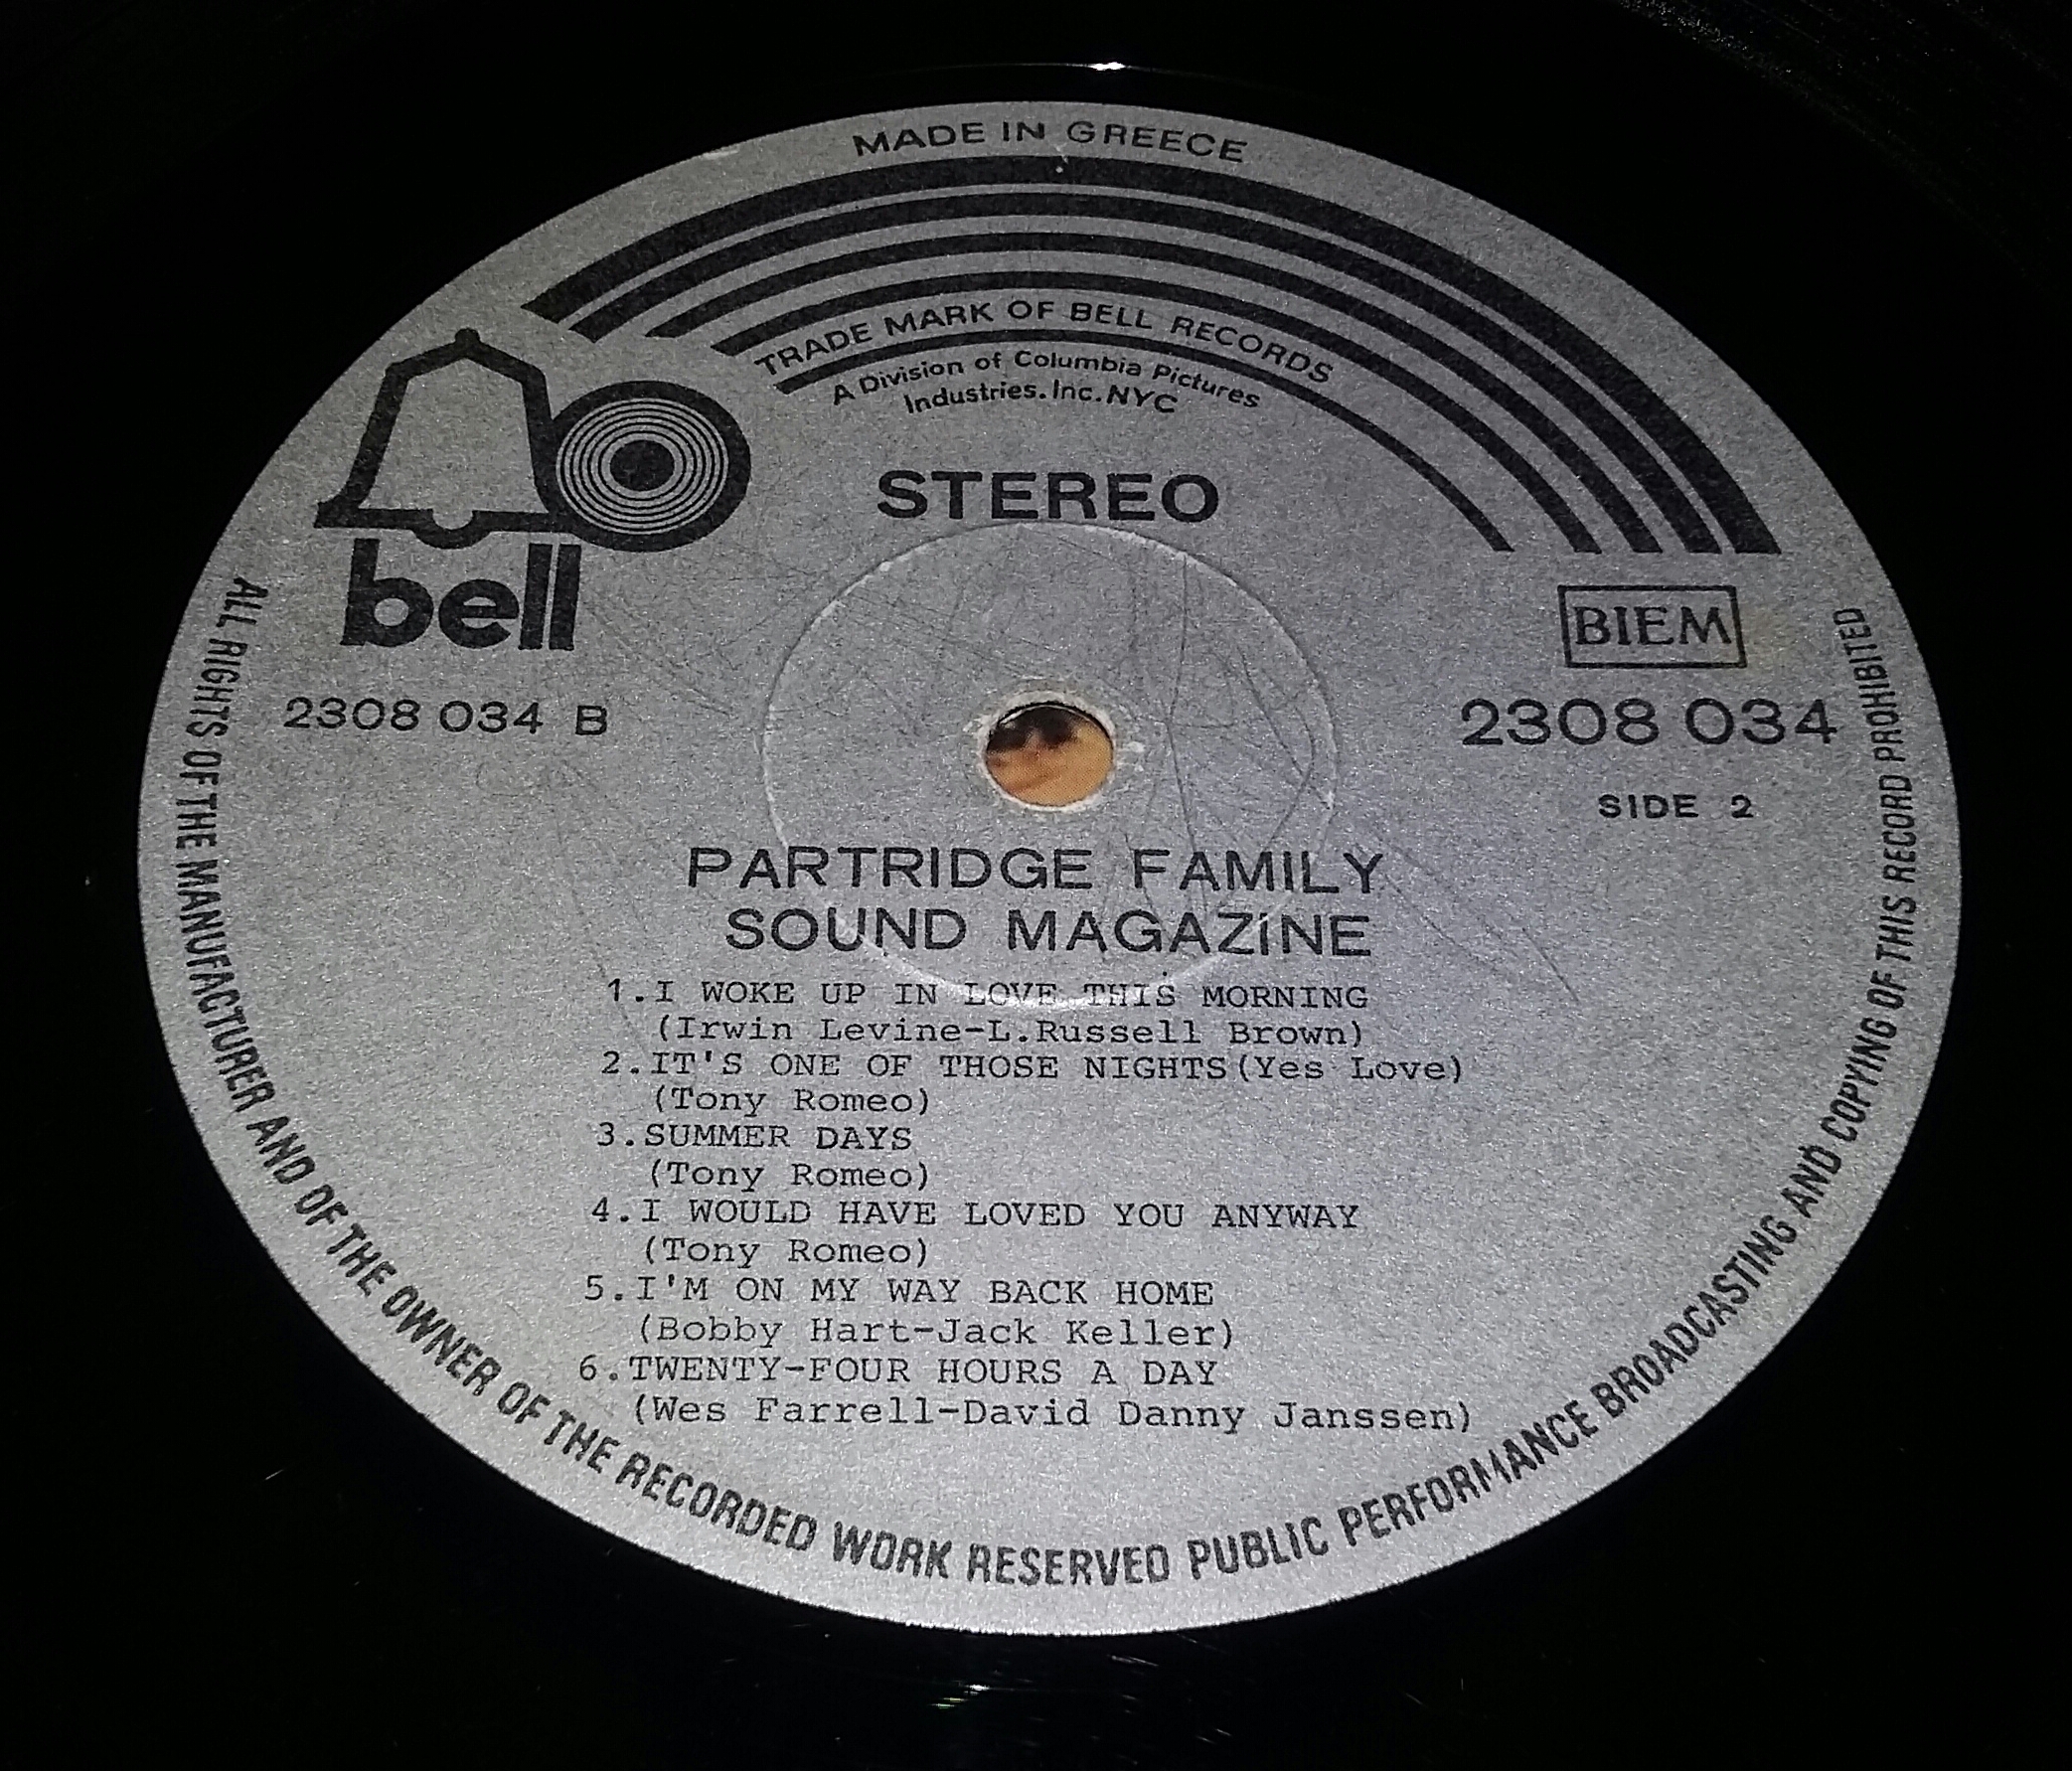 MADE IN GREECE
TRADE MARK OF BELL RECORDS
A Division of Columbia Pictures
Industries. Inc. NYC
STEREO
bell
BIEM
2308 034 B
2308 034
SIDE 2
PARTRIDGE FAMILY
SOUND MAGAZINE
1.I WOKE UP IN LOVE THIS MORNING
(Irwin Levine-L.Russell Brown)
2.IT'S ONE OF THOSE NIGHTS(Yes Love)
(Tony Romeo)
3.SUMMER DAYS
(Tony Romeo)
4.I WOULD HAVE LOVED YOU ANYWAY
(Tony Romeo)
5.I'M ON MY WAY BACK HOME
(Bobby Hart-Jack Keller)
6.TWENTY-FOUR HOURS A DAY
(Wes Farrell-David Danny Janssen)
ALL RIGHTS OF THE MANUFACTURER AND OF THE OWNER OF THE RECORDED WORK RESERVED PUBLIC PERFORMANCE BROADCASTING AND COPYING OF THIS RECORD PROHIBITED